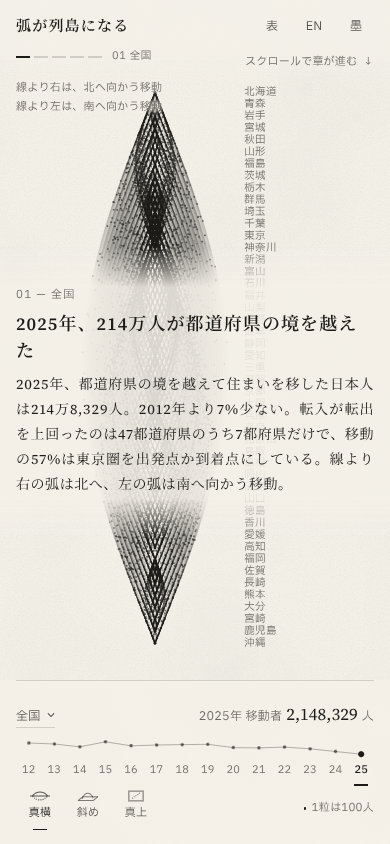 弧が列島になる
表 EN 墨
01 全国
スクロールで章が進む ↓
線より右は、北へ向かう移動
線より左は、南へ向かう移動
北海道
青森
岩手
宮城
秋田
山形
福島
茨城
栃木
群馬
埼玉
千葉
東京
神奈川
新潟
富山
石川
01 — 全国
2025年、214万人が都道府県の境を越え
た
2025年、都道府県の境を越えて住まいを移した日本人
は214万8,329人。2012年より7%少ない。転入が転出
を上回ったのは47都道府県のうち7都府県だけで、移動
の57%は東京圏を出発点か到着点にしている。線より
右の弧は北へ、左の弧は南へ向かう移動。
山口
徳島
香川
愛媛
高知
福岡
佐賀
長崎
熊本
大分
宮崎
鹿児島
沖縄
全国
2025年 移動者 2,148,329 人
12 13 14 15 16 17 18 19 20 21 22 23 24 25
真横 斜め 真上
1粒は100人